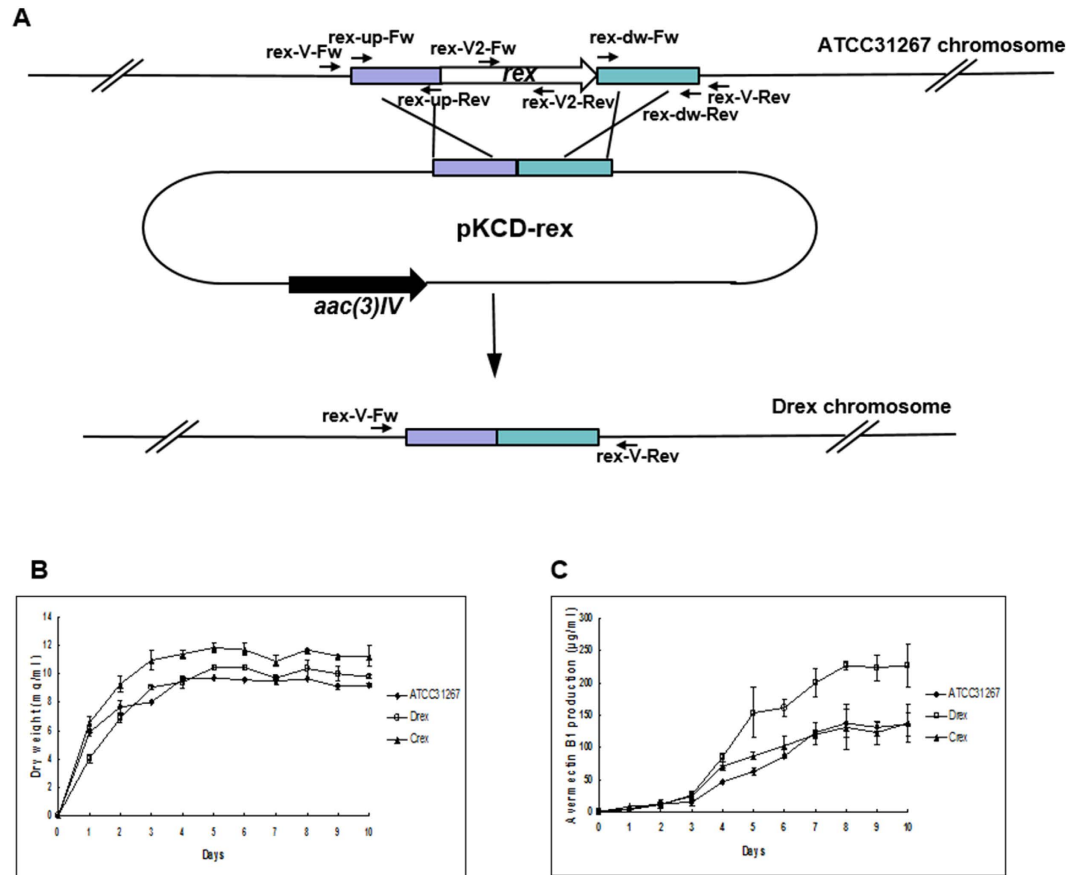 A
rex-up-Fw
rex-V-Fw
rex-V2-Fw
rex-dw-Fw
ATCC31267 chromosome
rex
rex-up-Rev
rex-V2-Rev
rex-V-Rev
rex-dw-Rev
pKCD-rex
aac(3)IV
rex-V-Fw
Drex chromosome
rex-V-Rev
B
Dry weight(mg/ml)
14
12
10
8
6
4
2
0
0 1 2 3 4 5 6 7 8 9 10
Days
ATCC31267
Drex
Crex
C
Avermectin B1 production (μg/ml)
300
250
200
150
100
50
0
0 1 2 3 4 5 6 7 8 9 10
Days
ATCC31267
Drex
Crex